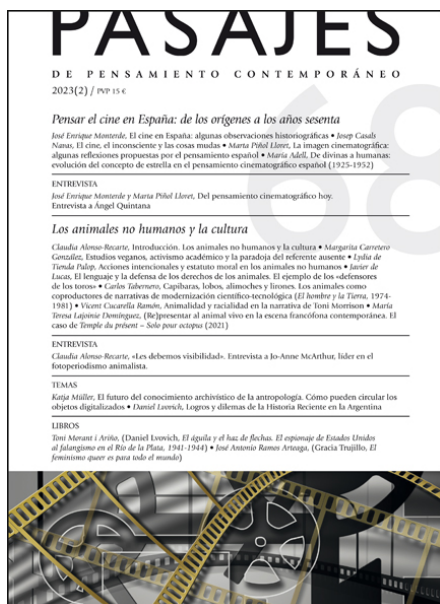 PASAJES
DE PENSAMIENTO CONTEMPORÁNEO
2023(2) / PVP 15 €
68
Pensar el cine en España: de los orígenes a los años sesenta
José Enrique Monterde, El cine en España: algunas observaciones historiográficas • Josep Casals
Navas, El cine, el inconsciente y las cosas mudas • Marta Piñol Lloret, La imagen cinematográfica:
algunas reflexiones propuestas por el pensamiento español • Maria Adell, De divinas a humanas:
evolución del concepto de estrella en el pensamiento cinematográfico español (1925-1952)
ENTREVISTA
José Enrique Monterde y Marta Piñol Lloret, Del pensamiento cinematográfico hoy.
Entrevista a Ángel Quintana
Los animales no humanos y la cultura
Claudia Alonso-Recarte, Introducción. Los animales no humanos y la cultura • Margarita Carretero
González, Estudios veganos, activismo académico y la paradoja del referente ausente • Lydia de
Tienda Palop, Acciones intencionales y estatuto moral en los animales no humanos • Javier de
Lucas, El lenguaje y la defensa de los derechos de los animales. El ejemplo de los «defensores
de los toros» • Carlos Tabernero, Capibaras, lobos, alimoches y lirones. Los animales como
coproductores de narrativas de modernización científico-tecnológica (El hombre y la Tierra, 1974-
1981) • Vicent Cucarella Ramón, Animalidad y racialidad en la narrativa de Toni Morrison • María
Teresa Lajoinie Domínguez, (Re)presentar al animal vivo en la escena francófona contemporánea. El
caso de Temple du présent – Solo pour octopus (2021)
ENTREVISTA
Claudia Alonso-Recarte, «Les debemos visibilidad». Entrevista a Jo-Anne McArthur, líder en el
fotoperiodismo animalista.
TEMAS
Katja Müller, El futuro del conocimiento archivístico de la antropología. Cómo pueden circular los
objetos digitalizados • Daniel Lvovich, Logros y dilemas de la Historia Reciente en la Argentina
LIBROS
Toni Morant i Ariño, (Daniel Lvovich, El águila y el haz de flechas. El espionaje de Estados Unidos
al falangismo en el Río de la Plata, 1941-1944) • José Antonio Ramos Arteaga, (Gracia Trujillo, El
feminismo queer es para todo el mundo)